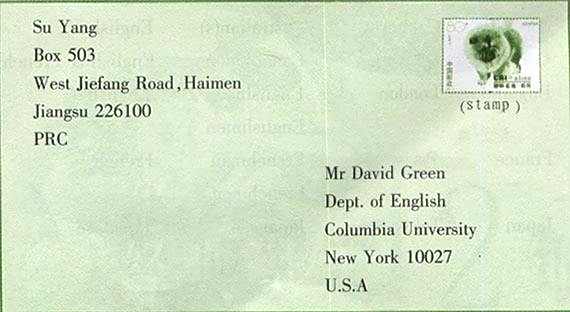 Su Yang
Box 503
West Jiefang Road,Haimen
Jiangsu 226100
PRC
(stamp)
Mr David Green
Dept. of English
Columbia University
New York 10027
U.S.A